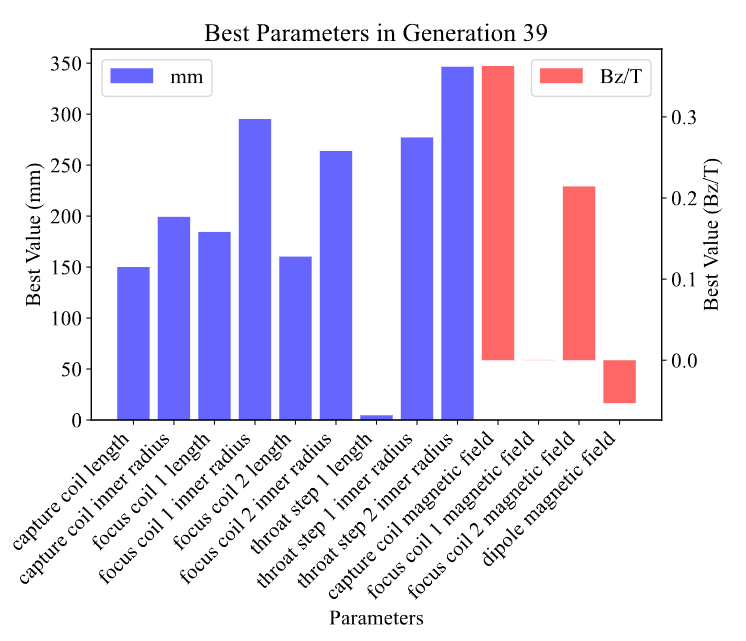 Best Parameters in Generation 39
mm
Bz/T
Best Value (mm)
350
300
250
200
150
100
50
0
0.3
0.2
0.1
0.0
Best Value (Bz/T)
capture coil length
capture coil inner radius
focus coil 1 length
focus coil 1 inner radius
focus coil 2 length
focus coil 2 inner radius
throat step 1 length
throat step 1 inner radius
throat step 2 inner radius
capture coil magnetic field
focus coil 1 magnetic field
focus coil 2 magnetic field
dipole magnetic field
Parameters